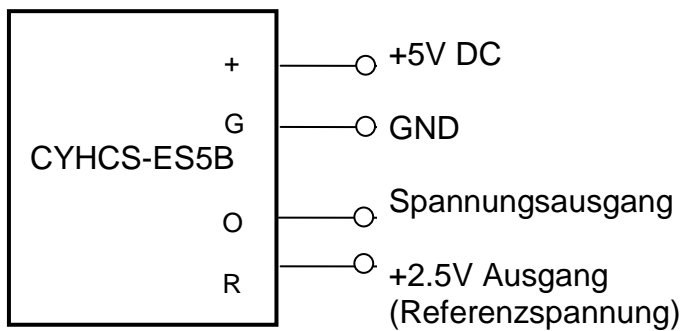 + +5V DC
G GND
CYHCS-ES5B
O Spannungsausgang
R +2.5V Ausgang
(Referenzspannung)